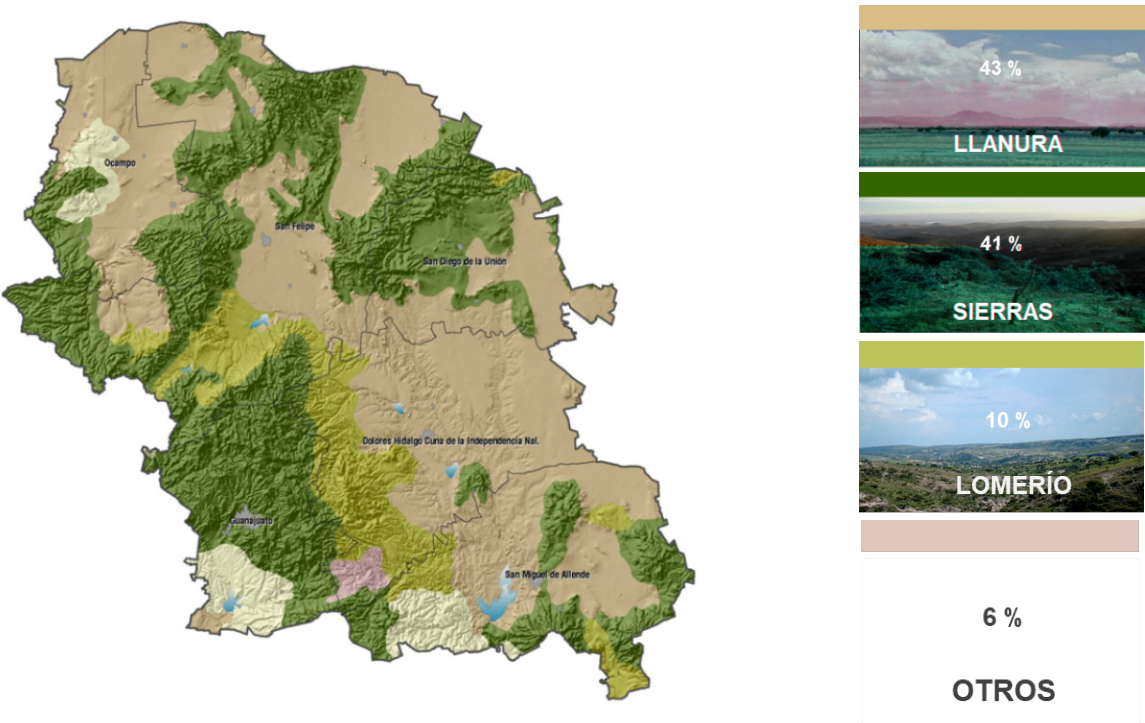 Ocampo
San Felipe
San Diego de la Unión
Dolores Hidalgo Cuna de la Independencia Nal.
Guanajuato
San Miguel de Allende
43 %
LLANURA
41 %
SIERRAS
10 %
LOMERÍO
6 %
OTROS